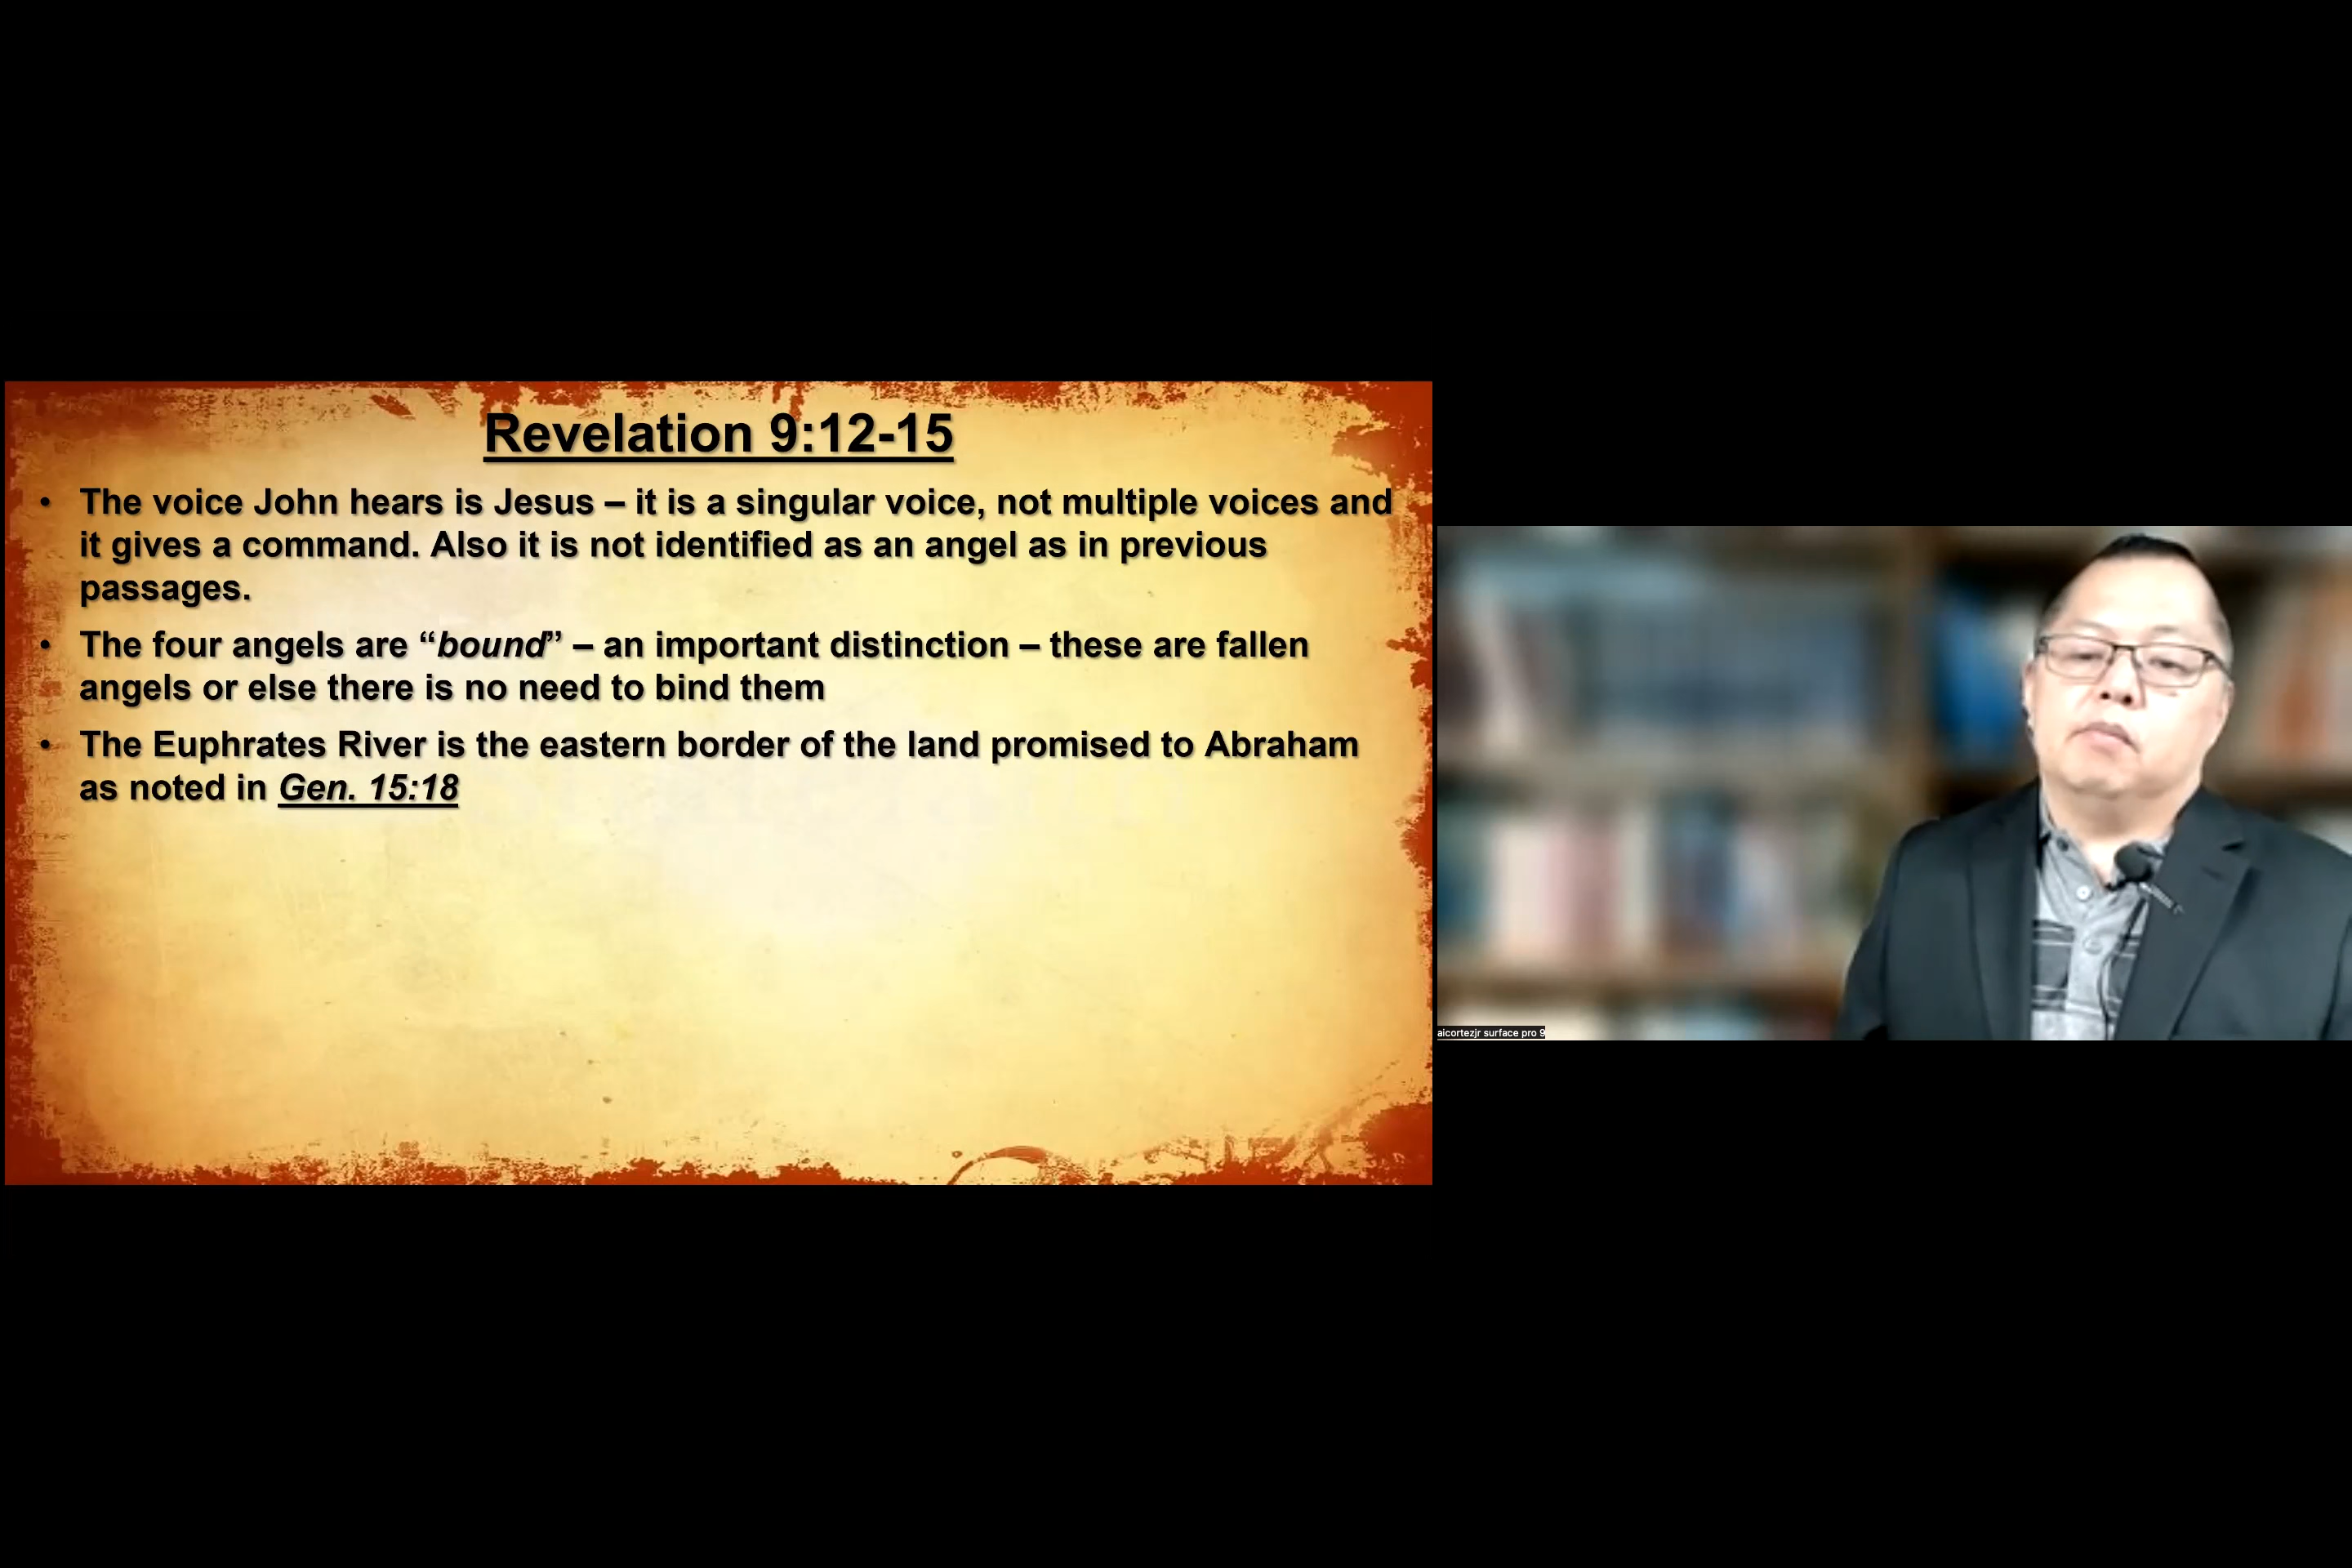 Revelation 9:12-15
• The voice John hears is Jesus – it is a singular voice, not multiple voices and
it gives a command. Also it is not identified as an angel as in previous
passages.
• The four angels are “bound” – an important distinction – these are fallen
angels or else there is no need to bind them
• The Euphrates River is the eastern border of the land promised to Abraham
as noted in Gen. 15:18
aicortezjr surface pro 9